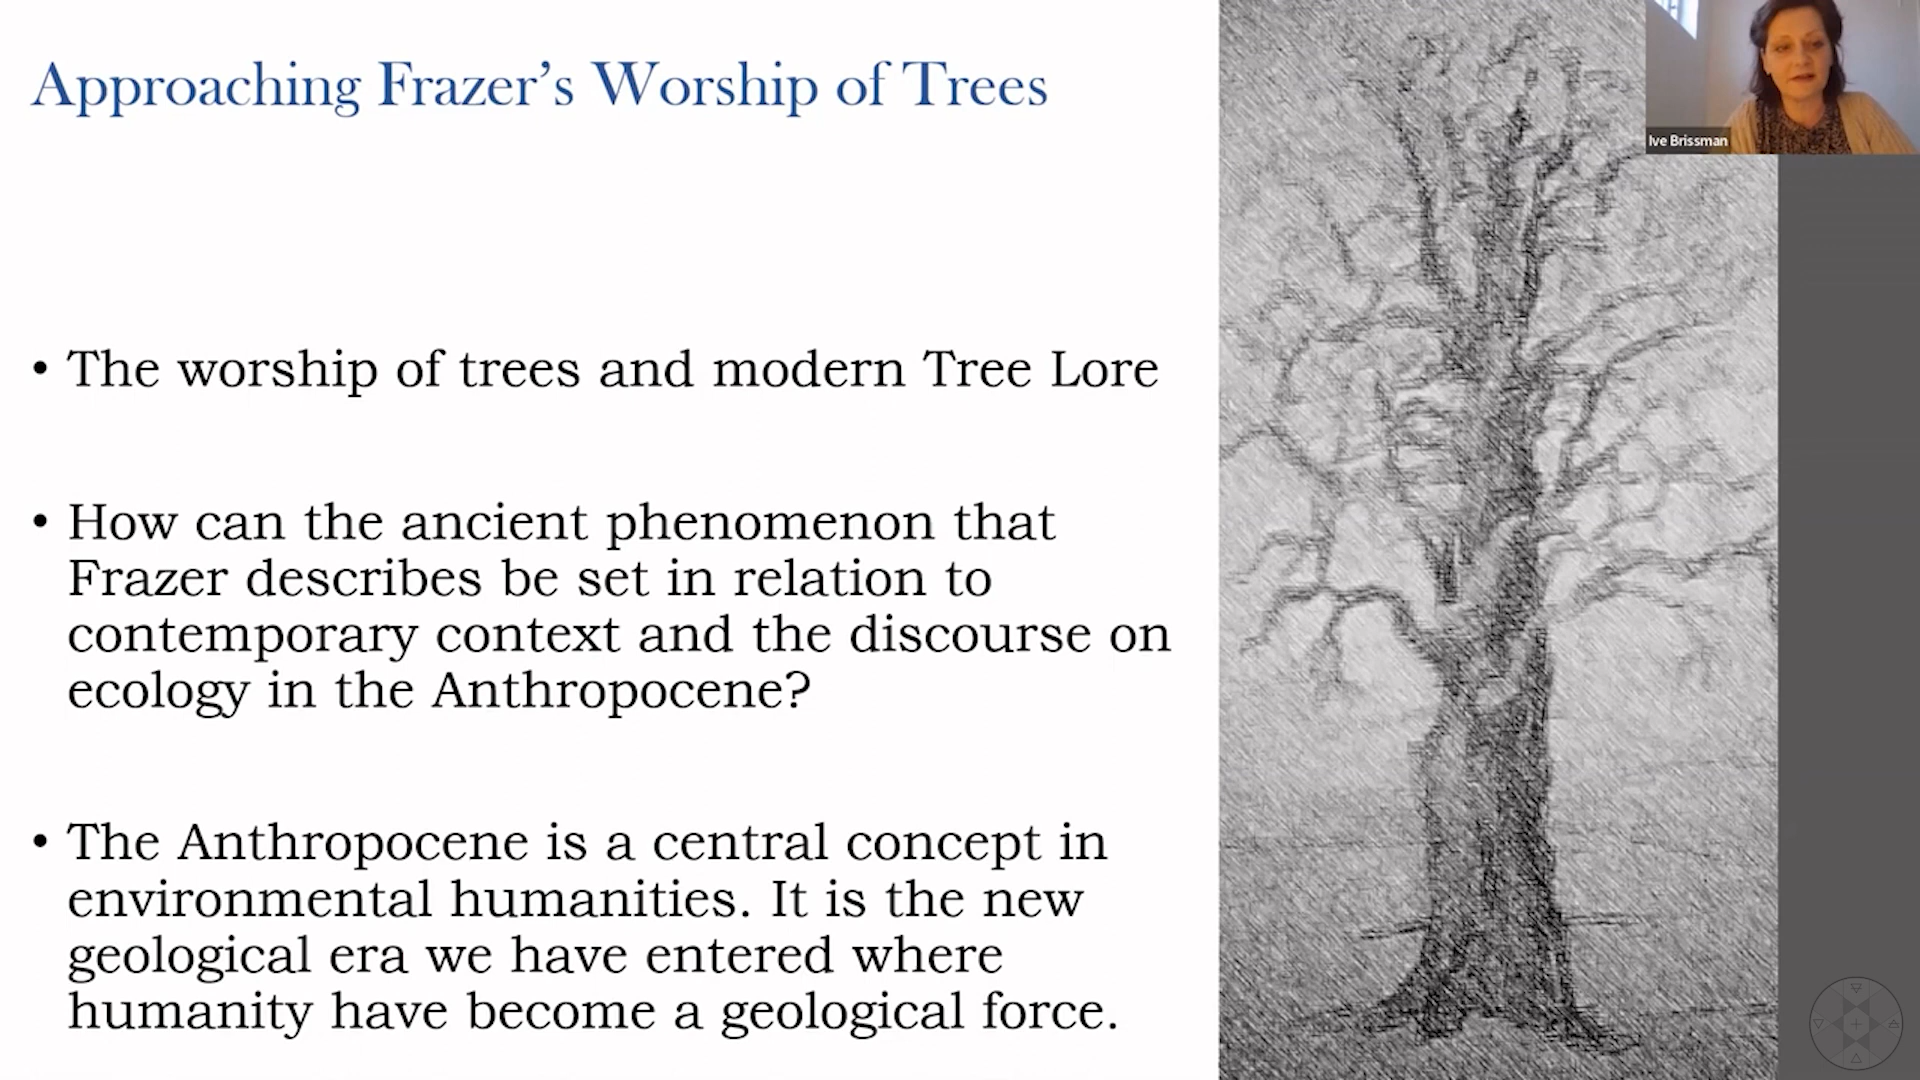 Approaching Frazer’s Worship of Trees
Ive Brissman
• The worship of trees and modern Tree Lore
• How can the ancient phenomenon that
Frazer describes be set in relation to
contemporary context and the discourse on
ecology in the Anthropocene?
• The Anthropocene is a central concept in
environmental humanities. It is the new
geological era we have entered where
humanity have become a geological force.